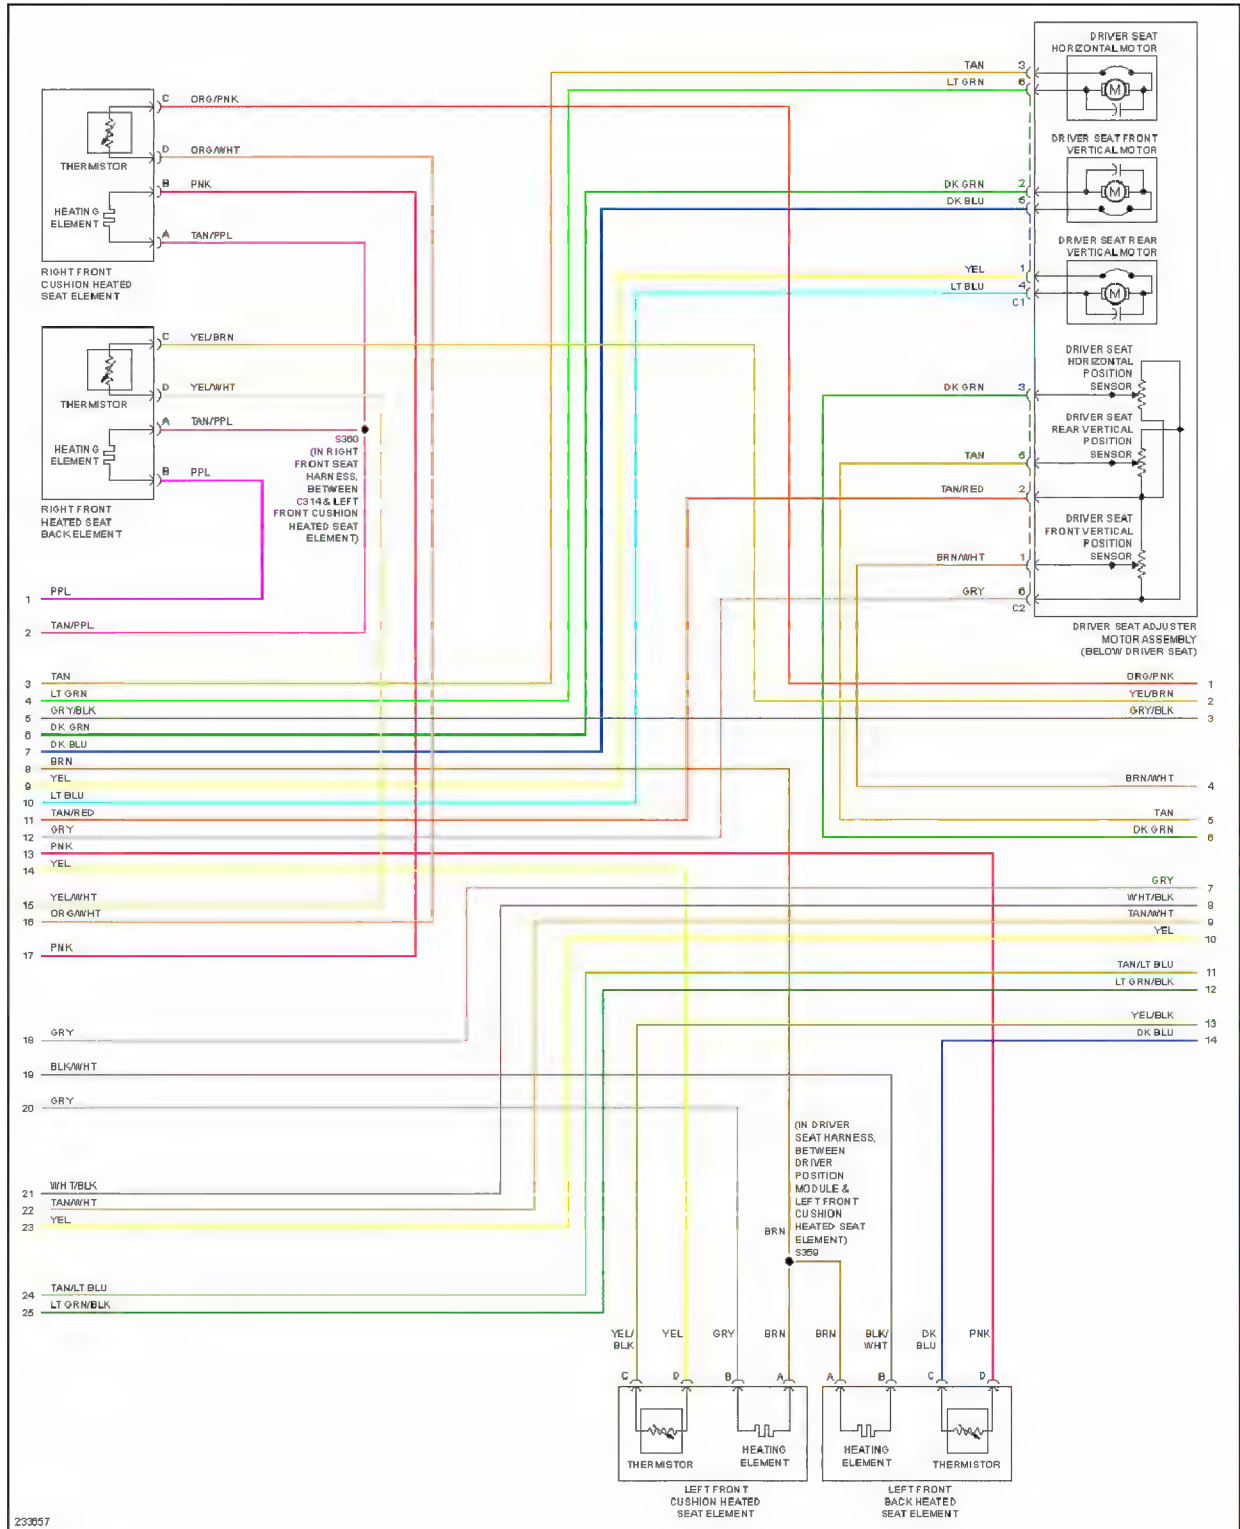 DRIVER SEAT
HORIZONTAL MOTOR
TAN 3
LT GRN 6
C ORG/PNK
D ORG/WHT
THERMISTOR
B PNK
HEATING
ELEMENT
A TAN/PPL
RIGHT FRONT
CUSHION HEATED
SEAT ELEMENT
M
DRIVER SEAT FRONT
VERTICAL MOTOR
DK GRN 2
DK BLU 5
M
DRIVER SEAT REAR
VERTICAL MOTOR
YEL 1
LT BLU 4
C1
M
C YEL/BRN
D YEL/WHT
THERMISTOR
A TAN/PPL
HEATING
ELEMENT
B PPL
RIGHT FRONT
HEATED SEAT
BACK ELEMENT
S360
(IN RIGHT
FRONT SEAT
HARNESS,
BETWEEN
C314 & LEFT
FRONT CUSHION
HEATED SEAT
ELEMENT)
DRIVER SEAT
HORIZONTAL
POSITION
SENSOR
DK GRN 3
DRIVER SEAT
REAR VERTICAL
POSITION
SENSOR
TAN 5
TAN/RED 2
DRIVER SEAT
FRONT VERTICAL
POSITION
SENSOR
BRN/WHT 1
GRY 6
C2
DRIVER SEAT ADJUSTER
MOTOR ASSEMBLY
(BELOW DRIVER SEAT)
1 PPL
2 TAN/PPL
3 TAN
4 LT GRN
5 GRY/BLK
6 DK GRN
7 DK BLU
8 BRN
9 YEL
10 LT BLU
11 TAN/RED
12 GRY
13 PNK
14 YEL
15 YEL/WHT
16 ORG/WHT
17 PNK
18 GRY
19 BLK/WHT
20 GRY
21 WHT/BLK
22 TAN/WHT
23 YEL
24 TAN/LT BLU
25 LT GRN/BLK
ORG/PNK 1
YEL/BRN 2
GRY/BLK 3
BRN/WHT 4
TAN 5
DK GRN 6
GRY 7
WHT/BLK 8
TAN/WHT 9
YEL 10
TAN/LT BLU 11
LT GRN/BLK 12
YEL/BLK 13
DK BLU 14
(IN DRIVER
SEAT HARNESS,
BETWEEN
DRIVER
POSITION
MODULE &
LEFT FRONT
CUSHION
HEATED SEAT
ELEMENT)
BRN
S359
YEL/
BLK
YEL
GRY
BRN
BRN
BLK/
WHT
DK
BLU
PNK
C D B A A B C D
THERMISTOR
HEATING
ELEMENT
HEATING
ELEMENT
THERMISTOR
LEFT FRONT
CUSHION HEATED
SEAT ELEMENT
LEFT FRONT
BACK HEATED
SEAT ELEMENT
233657